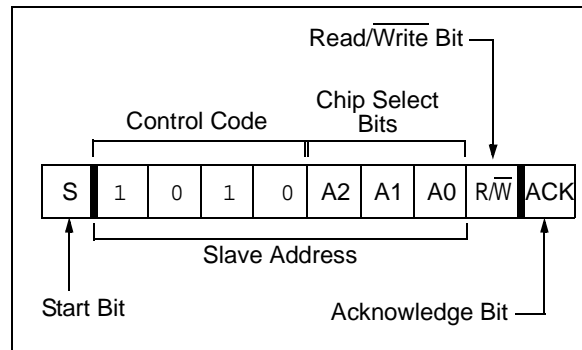 Read/Write Bit
Chip Select
Bits
Control Code
S 1 0 1 0 A2 A1 A0 R/W ACK
Slave Address
Start Bit
Acknowledge Bit